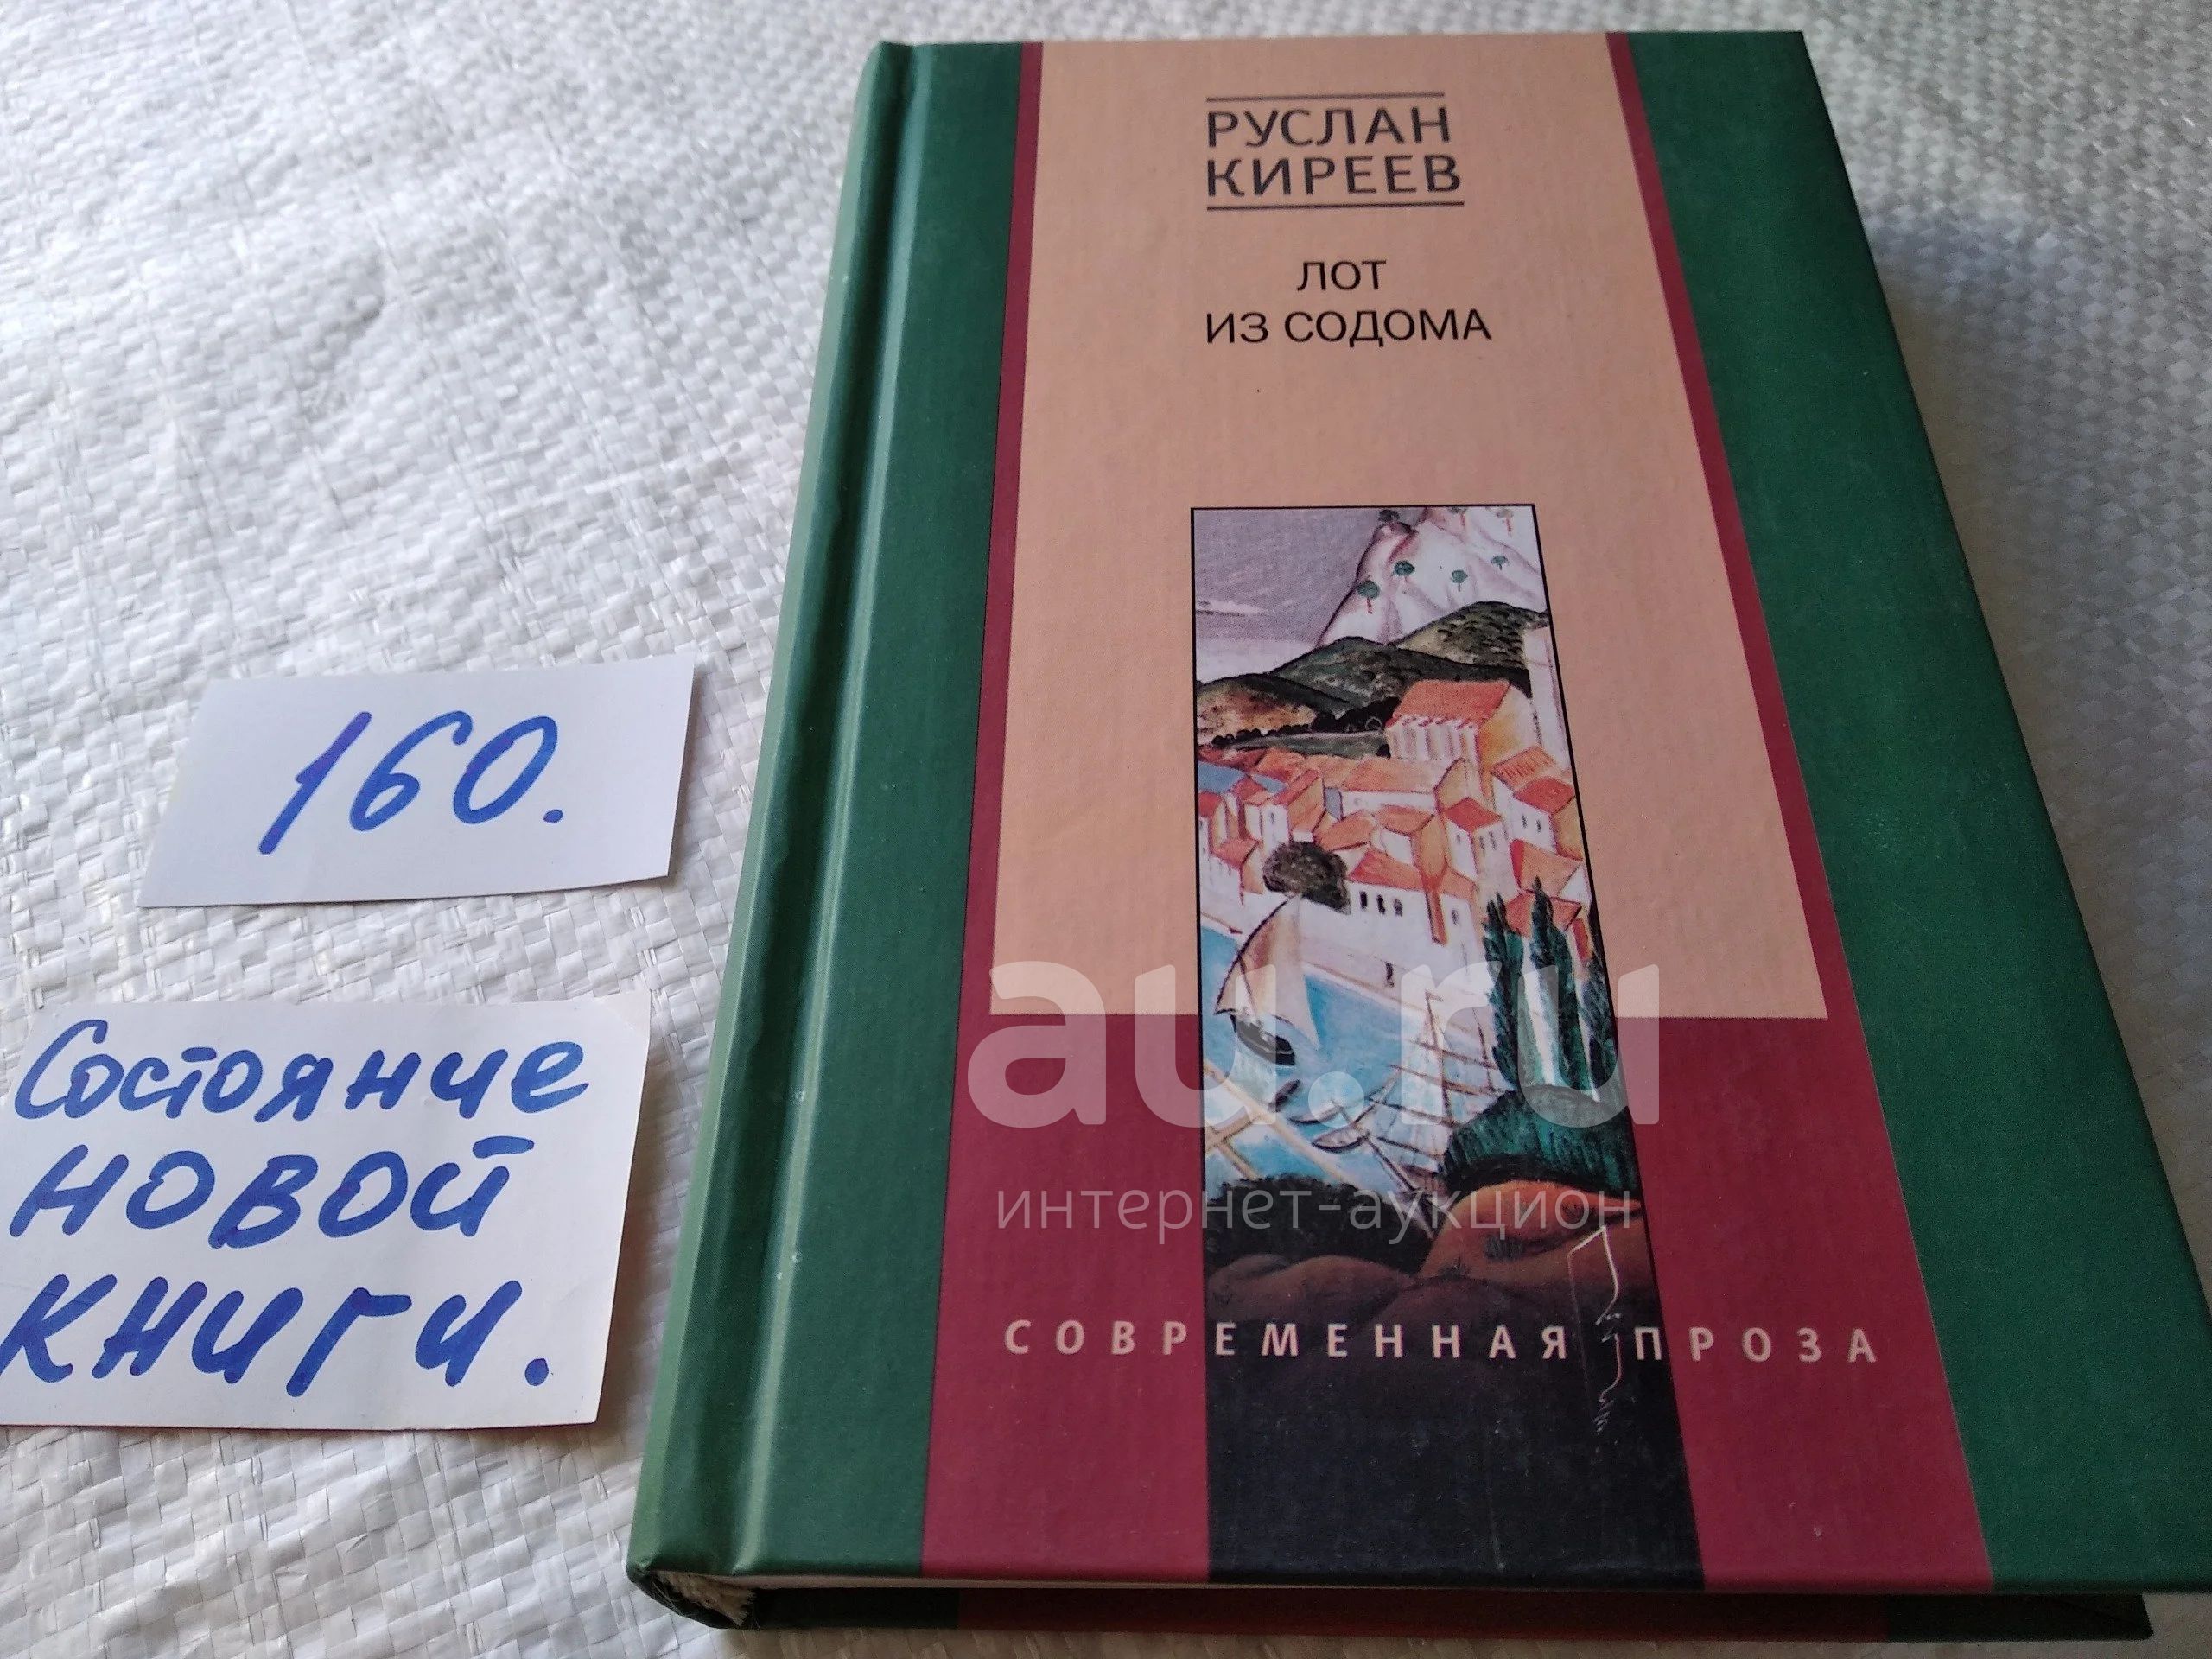 РУСЛАН
КИРЕЕВ
ЛОТ
ИЗ СОДОМА
160.
Состояние
новой
книги.
au.ru
интернет-аукцион
СОВРЕМЕННАЯ ПРОЗА